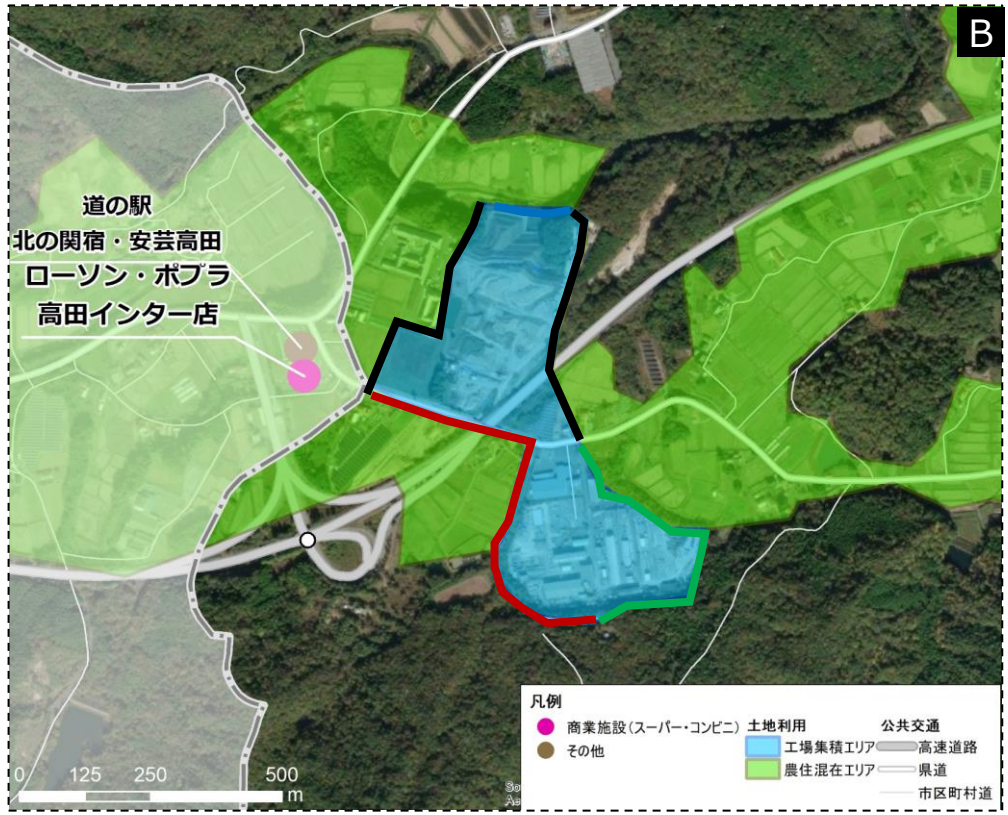 B
道の駅
北の関宿・安芸高田
ローソン・ポプラ
高田インター店
凡例
商業施設(スーパー・コンビニ)
その他
土地利用
工場集積エリア
農住混在エリア
公共交通
高速道路
県道
市区町村道
0 125 250 500
m